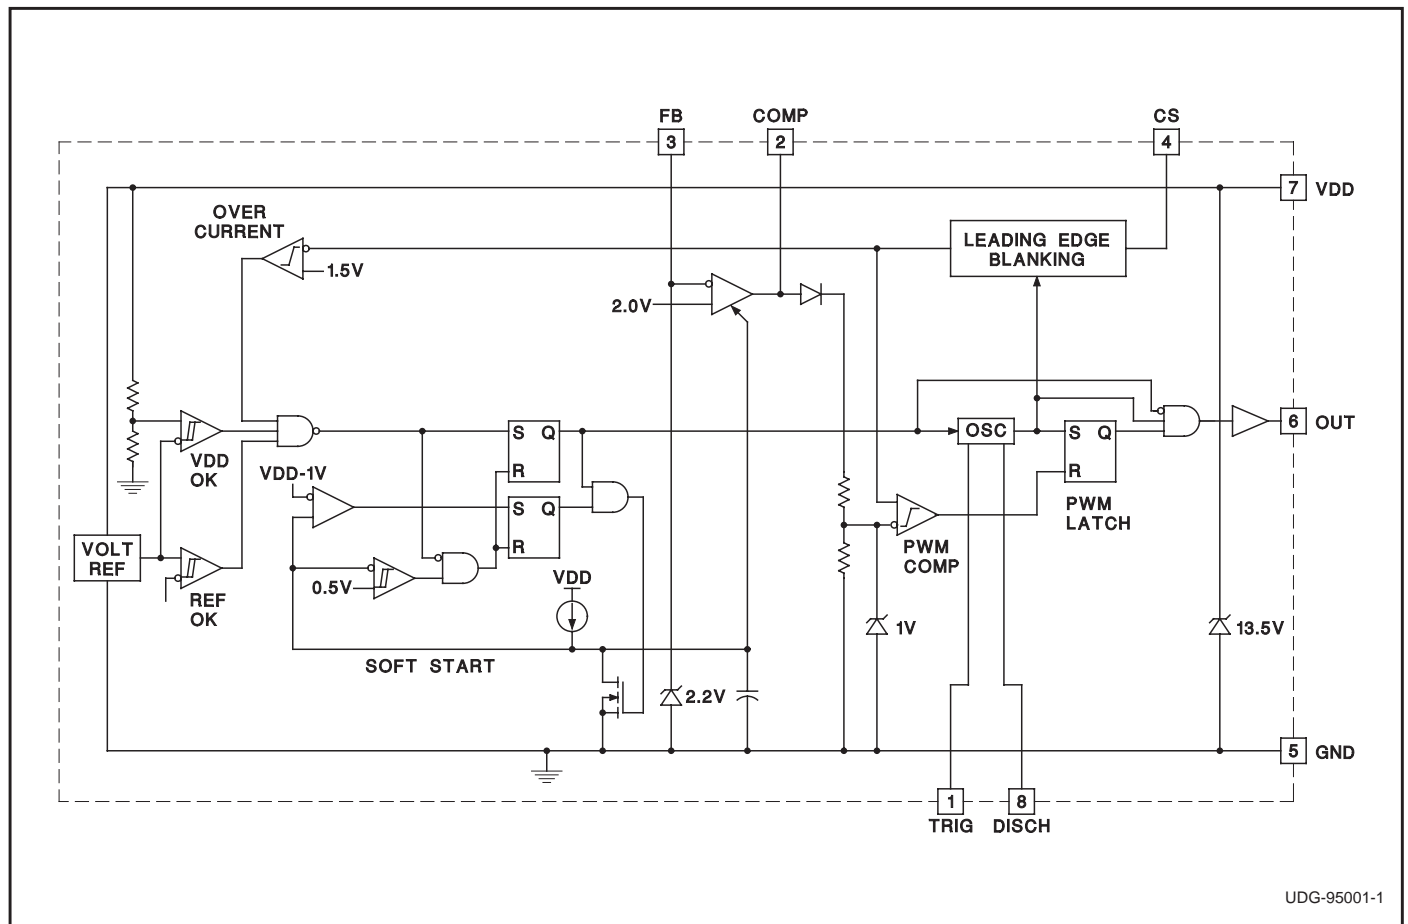 FB
COMP
CS
3
2
4
7 VDD
OVER
CURRENT
1.5V
LEADING EDGE
BLANKING
2.0V
VDD
OK
VDD-1V
S Q
R
S Q
R
OSC
S Q
R
PWM
LATCH
6 OUT
VOLT
REF
REF
OK
0.5V
VDD
PWM
COMP
1V
13.5V
SOFT START
2.2V
5 GND
1
8
TRIG
DISCH
UDG-95001-1